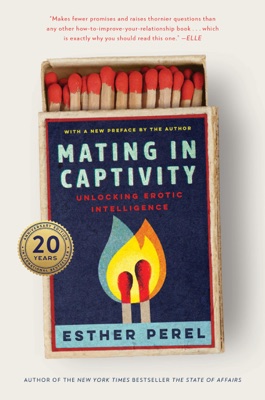 "Makes fewer promises and raises thornier questions than
any other how-to-improve-your-relationship book . . . which
is exactly why you should read this one." —ELLE
WITH A NEW PREFACE BY THE AUTHOR
MATING IN
CAPTIVITY
UNLOCKING EROTIC
INTELLIGENCE
20
YEARS
ESTHER PEREL
AUTHOR OF THE NEW YORK TIMES BESTSELLER THE STATE OF AFFAIRS